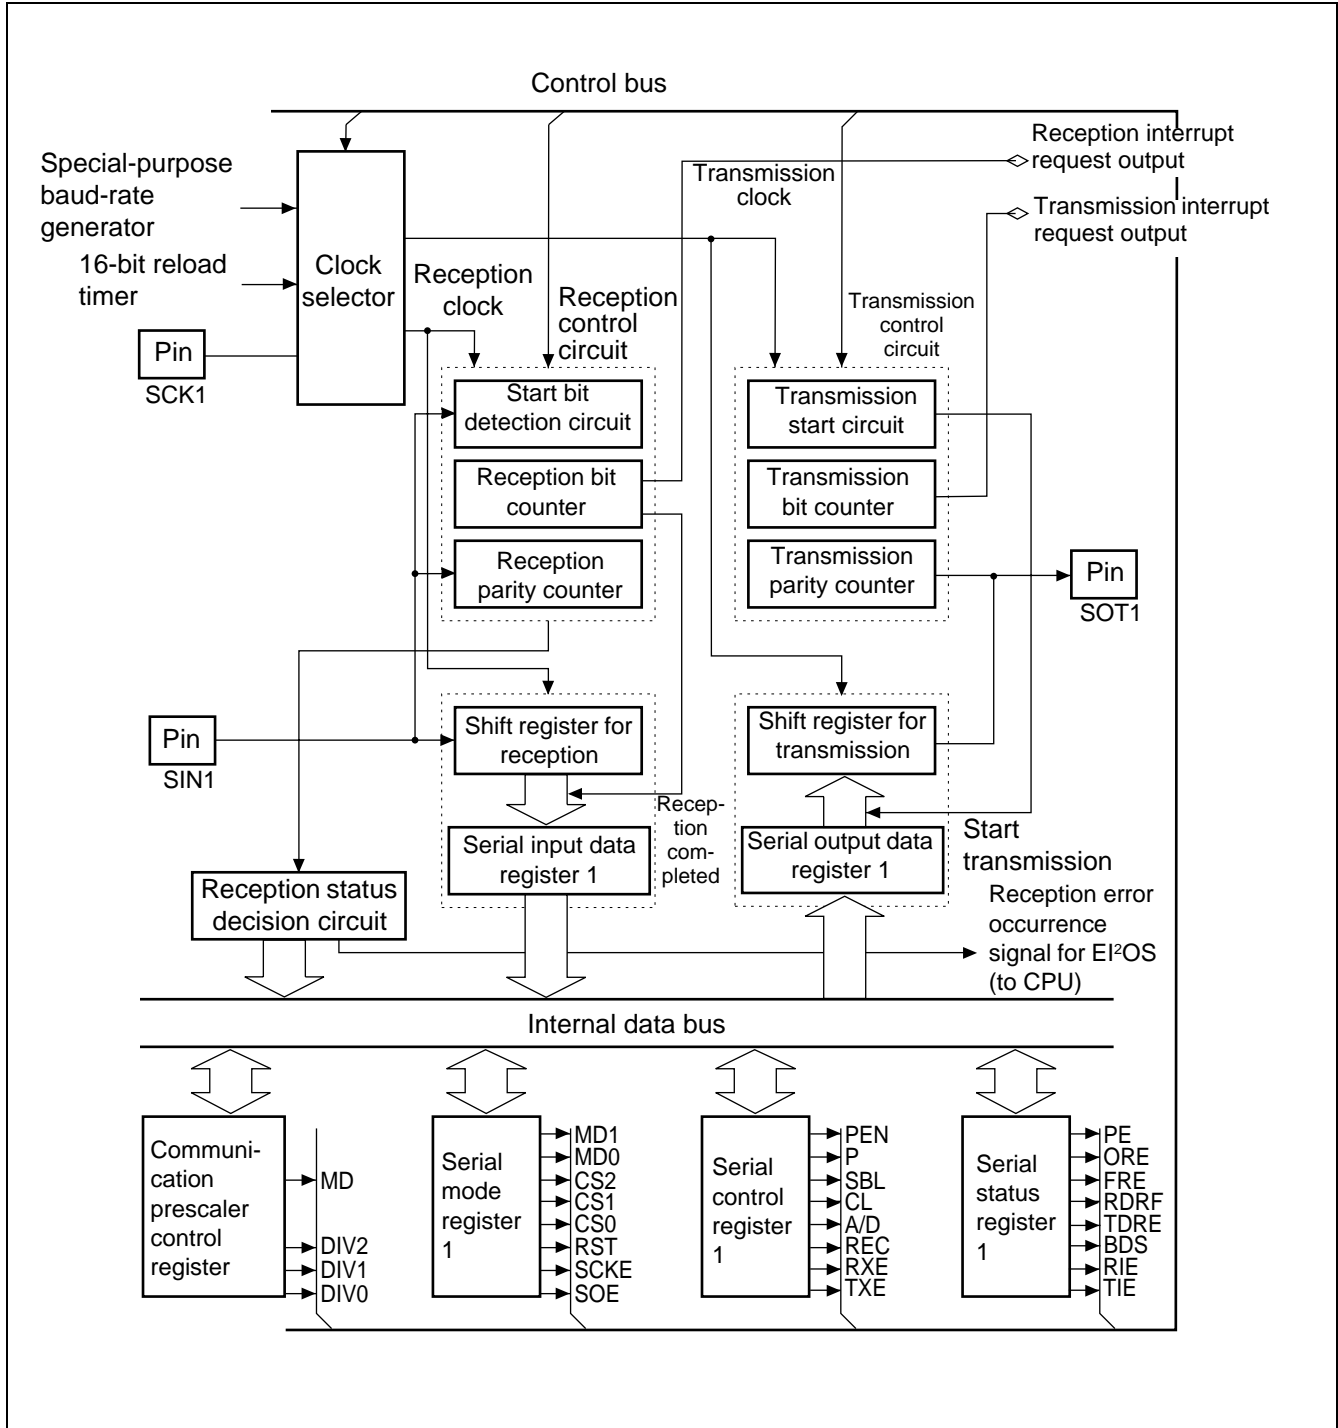 Control bus
Special-purpose
baud-rate
generator
16-bit reload
timer
Pin
SCK1
Clock
selector
Reception
clock
Reception
control
circuit
Transmission
clock
Transmission
control
circuit
Reception interrupt
request output
Transmission interrupt
request output
Start bit
detection circuit
Reception bit
counter
Reception
parity counter
Transmission
start circuit
Transmission
bit counter
Transmission
parity counter
Pin
SOT1
Pin
SIN1
Shift register for
reception
Recep-
tion
com-
pleted
Serial input data
register 1
Shift register for
transmission
Serial output data
register 1
Start
transmission
Reception status
decision circuit
Reception error
occurrence
signal for EI²OS
(to CPU)
Internal data bus
Communi-
cation
prescaler
control
register
MD
DIV2
DIV1
DIV0
Serial
mode
register
1
MD1
MD0
CS2
CS1
CS0
RST
SCKE
SOE
Serial
control
register
1
PEN
P
SBL
CL
A/D
REC
RXE
TXE
Serial
status
register
1
PE
ORE
FRE
RDRF
TDRE
BDS
RIE
TIE